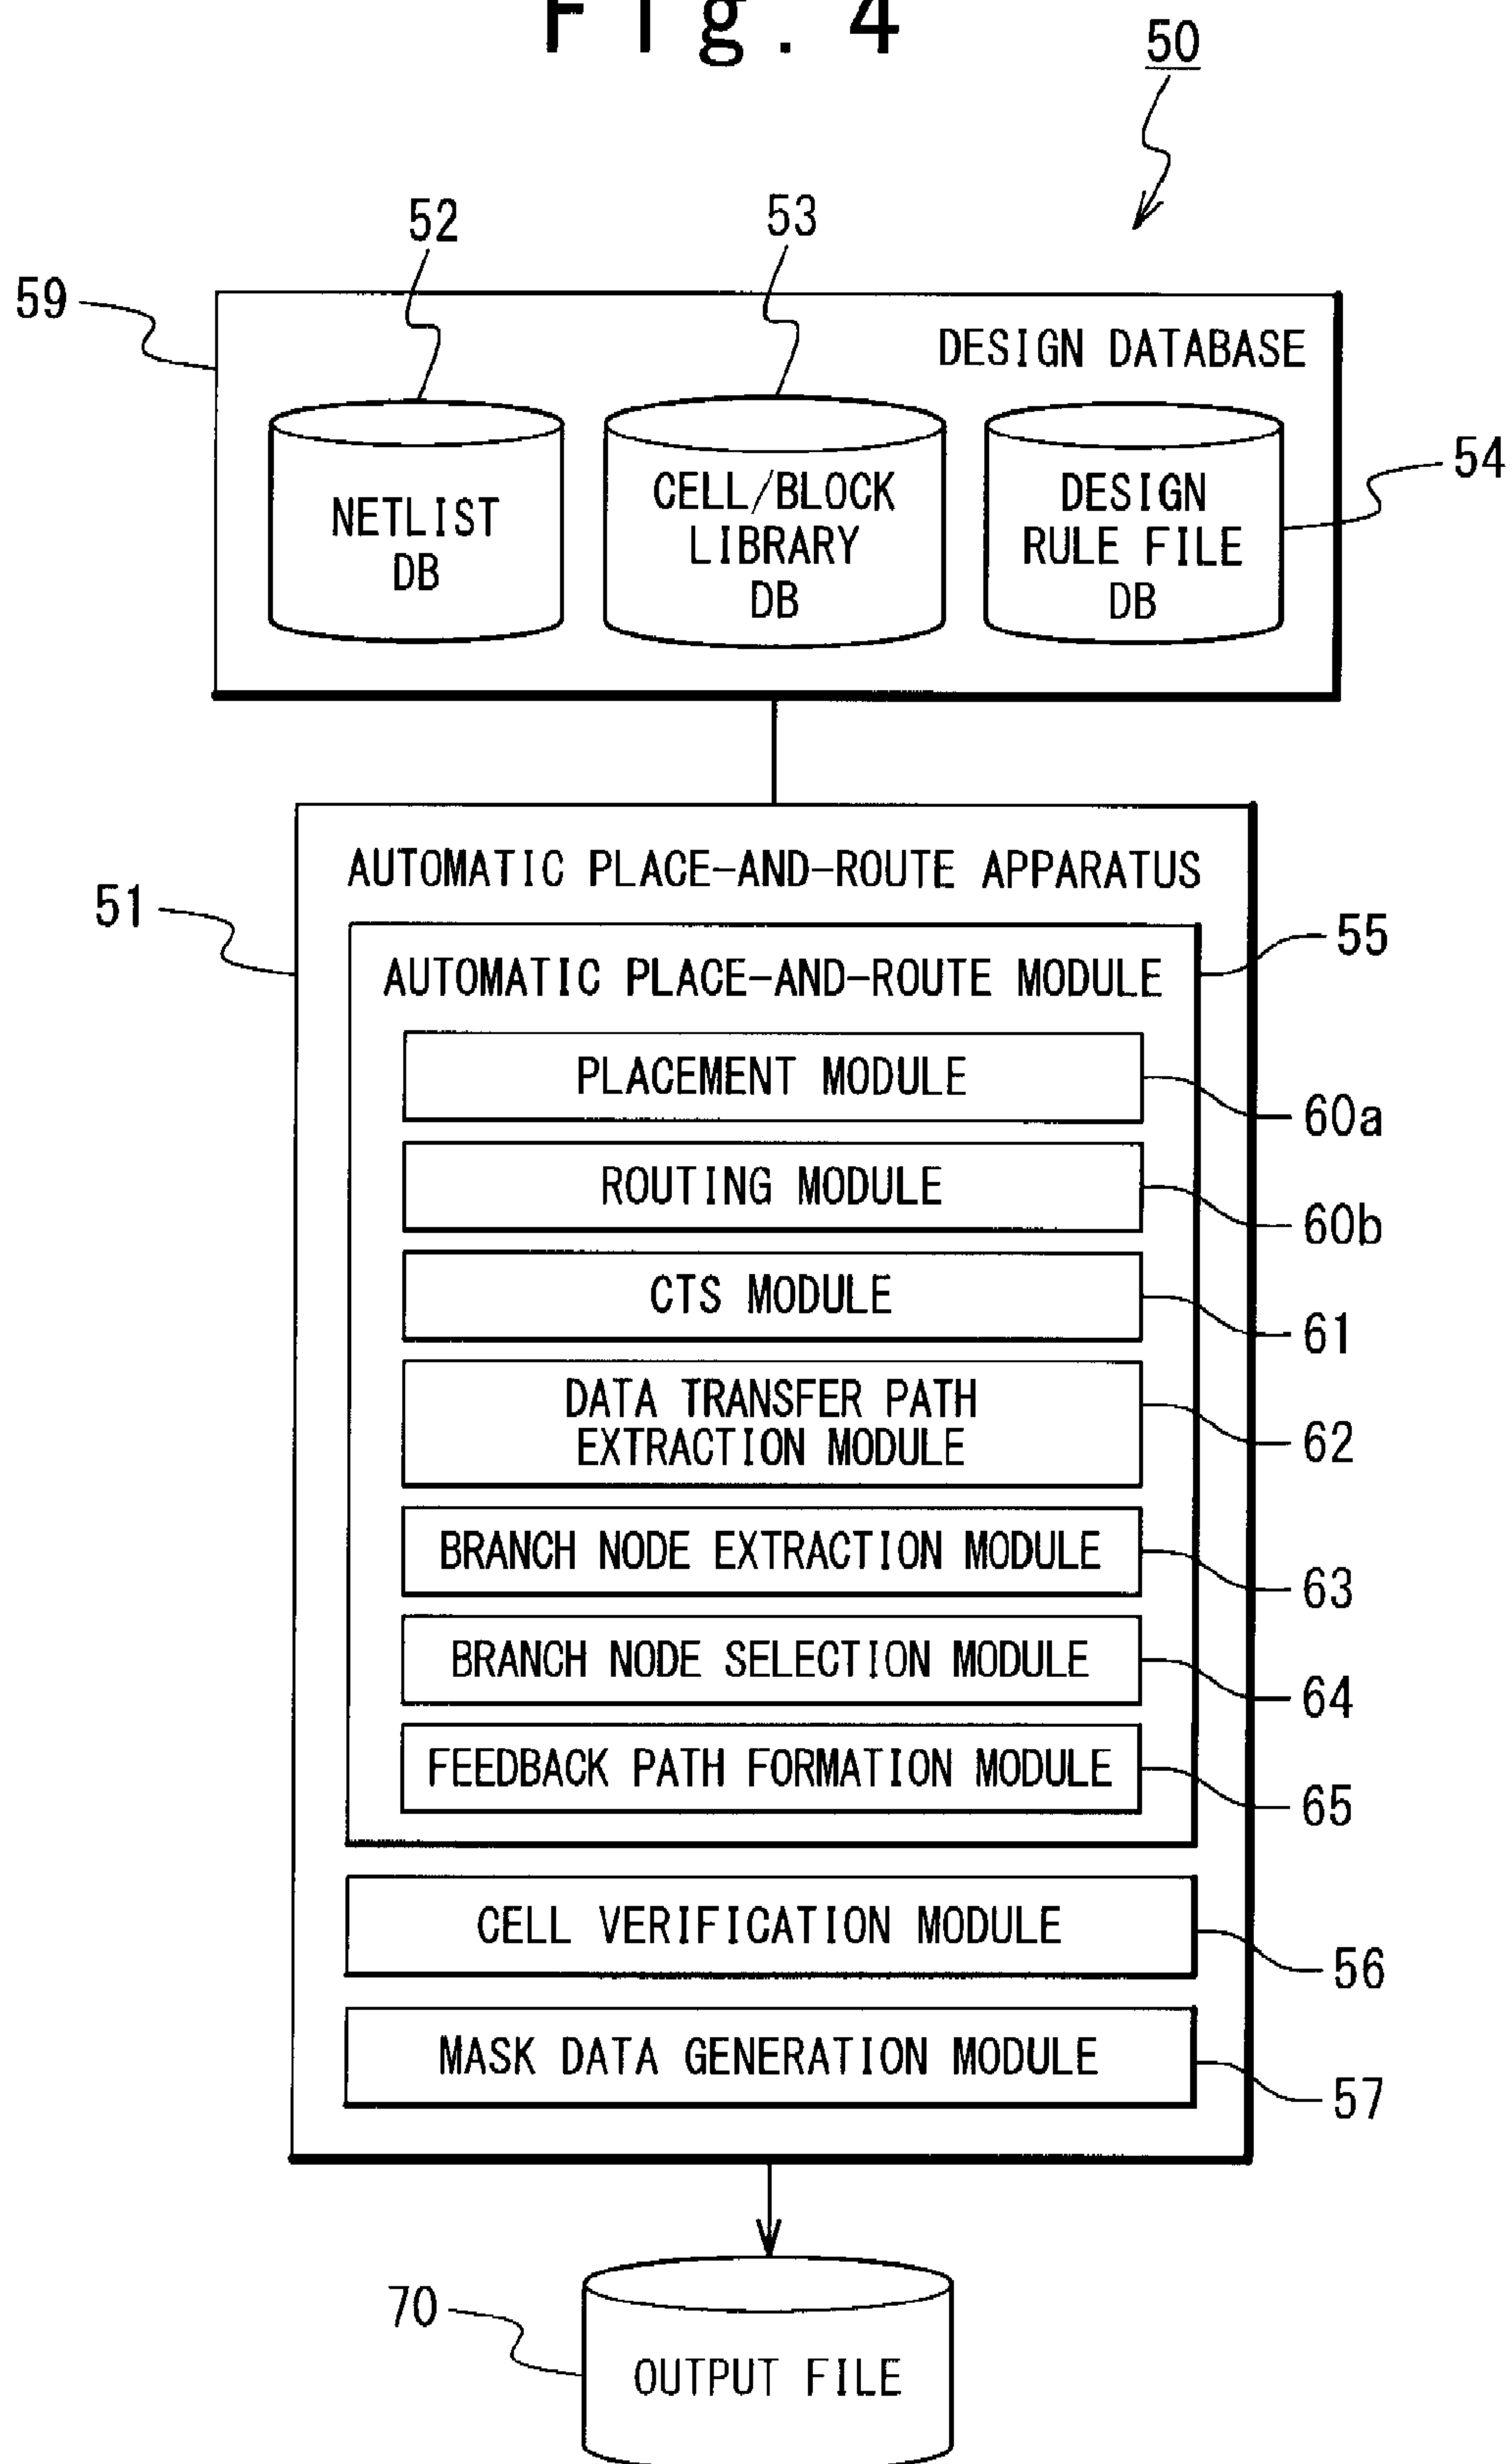 Fig. 4
50
52
53
59
DESIGN DATABASE
54
NETLIST
DB
CELL/BLOCK
LIBRARY
DB
DESIGN
RULE FILE
DB
AUTOMATIC PLACE-AND-ROUTE APPARATUS
51
55
AUTOMATIC PLACE-AND-ROUTE MODULE
PLACEMENT MODULE
60a
ROUTING MODULE
60b
CTS MODULE
61
DATA TRANSFER PATH
EXTRACTION MODULE
62
BRANCH NODE EXTRACTION MODULE
63
BRANCH NODE SELECTION MODULE
64
FEEDBACK PATH FORMATION MODULE
65
CELL VERIFICATION MODULE
56
MASK DATA GENERATION MODULE
57
70
OUTPUT FILE